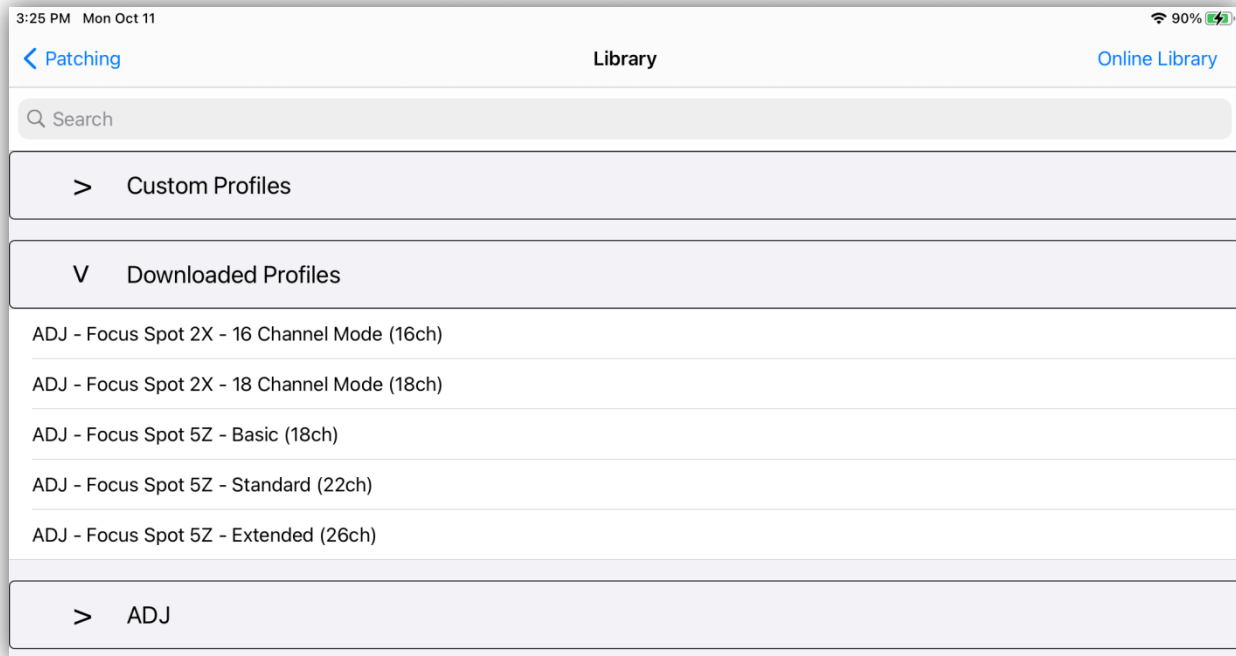 3:25 PM Mon Oct 11 90%
Patching Library Online Library
Search
> Custom Profiles
V Downloaded Profiles
ADJ - Focus Spot 2X - 16 Channel Mode (16ch)
ADJ - Focus Spot 2X - 18 Channel Mode (18ch)
ADJ - Focus Spot 5Z - Basic (18ch)
ADJ - Focus Spot 5Z - Standard (22ch)
ADJ - Focus Spot 5Z - Extended (26ch)
> ADJ